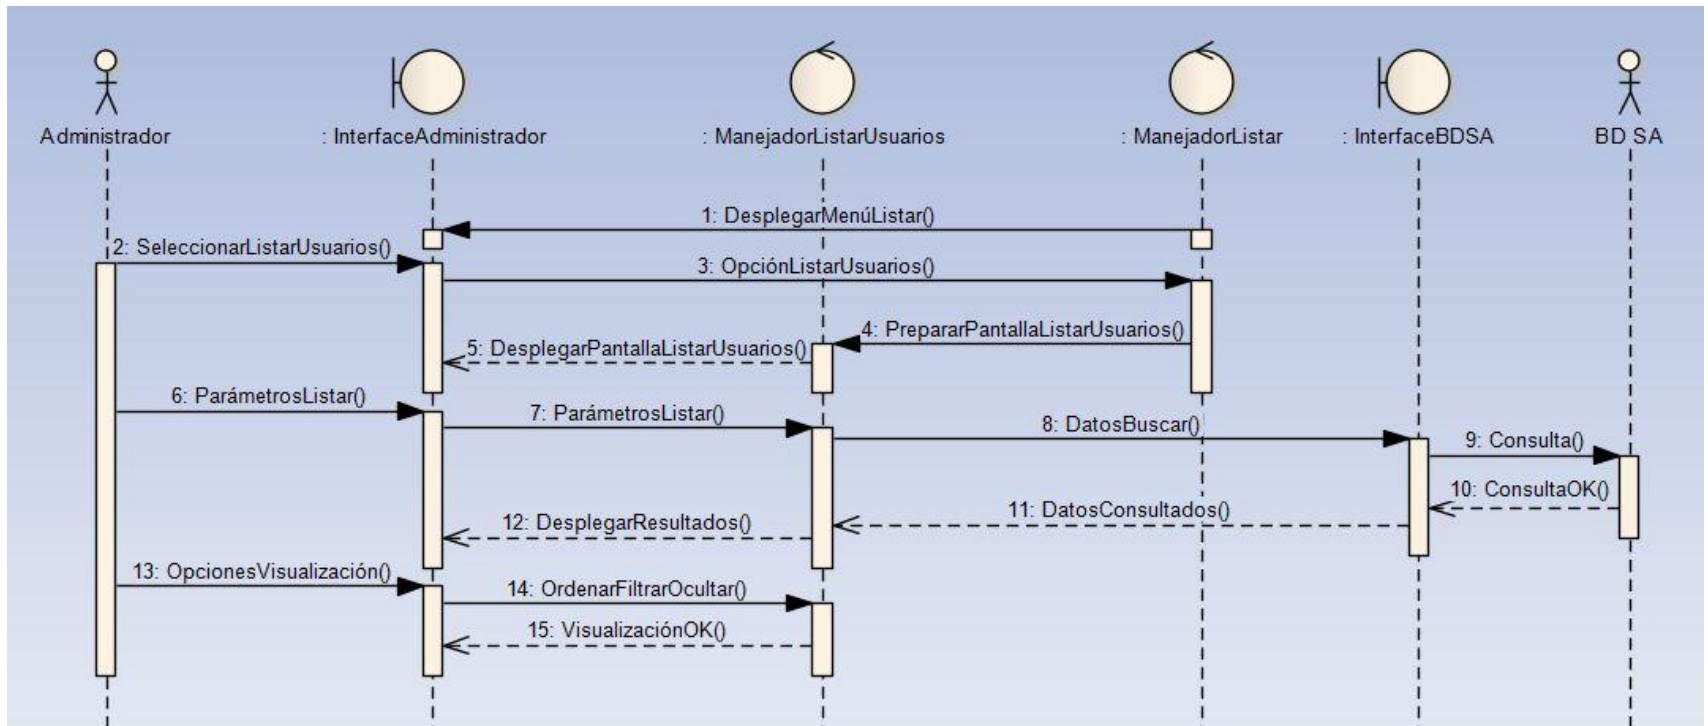 Administrador
: InterfaceAdministrador
: ManejadorListarUsuarios
: ManejadorListar
: InterfaceBDSA
BD SA
1: DesplegarMenúListar()
2: SeleccionarListarUsuarios()
3: OpciónListarUsuarios()
4: PrepararPantallaListarUsuarios()
5: DesplegarPantallaListarUsuarios()
6: ParámetrosListar()
7: ParámetrosListar()
8: DatosBuscar()
9: Consulta()
10: ConsultaOK()
11: DatosConsultados()
12: DesplegarResultados()
13: OpcionesVisualización()
14: OrdenarFiltrarOcultar()
15: VisualizaciónOK()